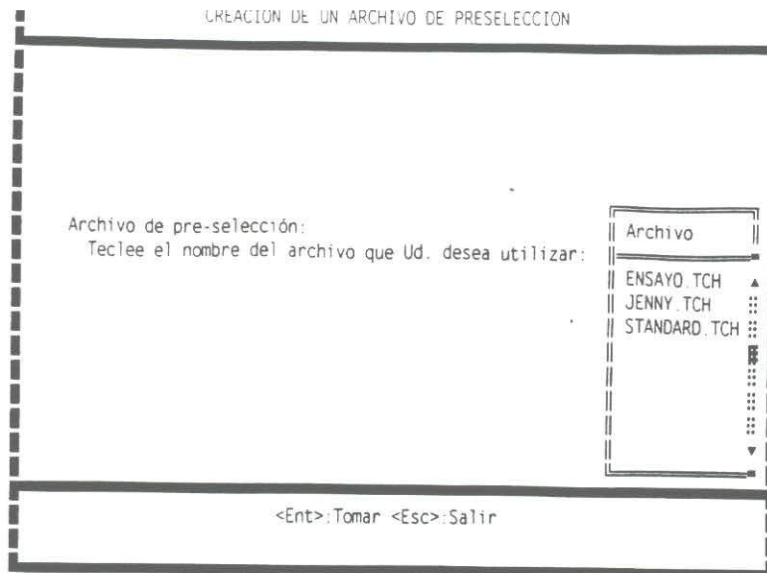 CREACION DE UN ARCHIVO DE PRESELECCION
Archivo de pre-selección:
Teclee el nombre del archivo que Ud. desea utilizar:
Archivo
ENSAYO.TCH
JENNY.TCH
STANDARD.TCH
<Ent>:Tomar <Esc>:Salir